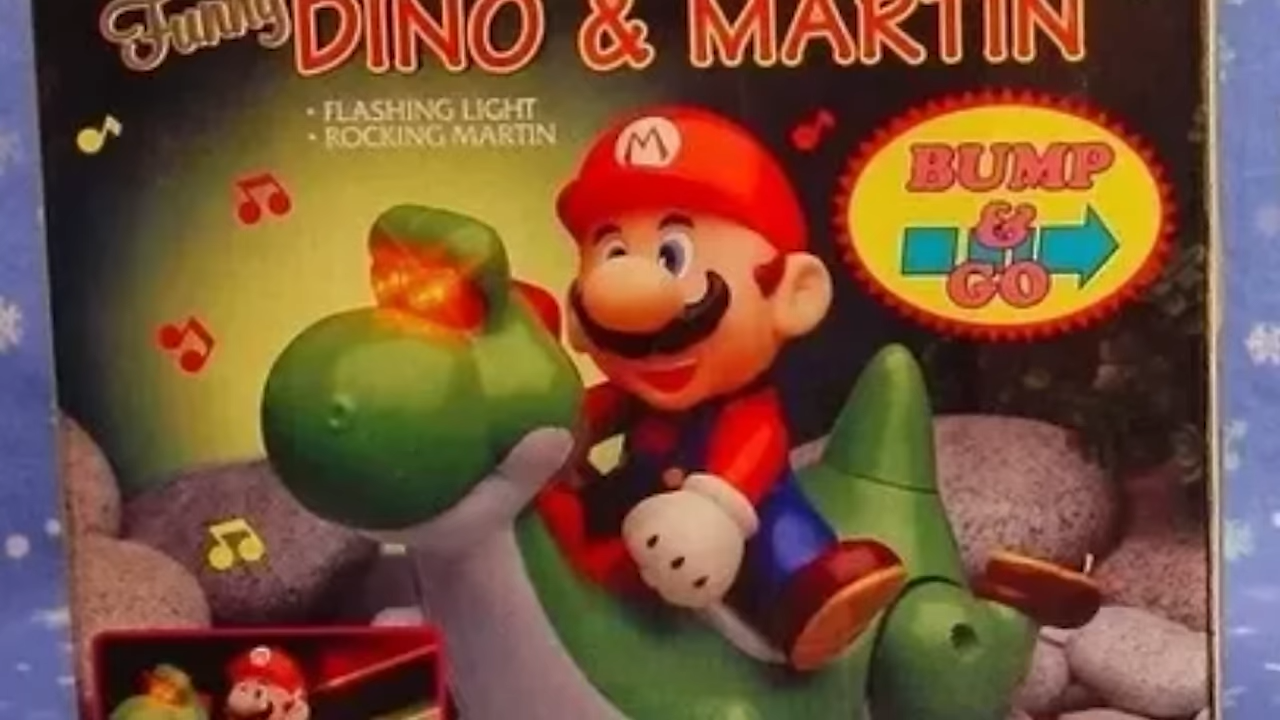 Funny DINO & MARTIN
• FLASHING LIGHT
• ROCKING MARTIN
M
BUMP
&
GO